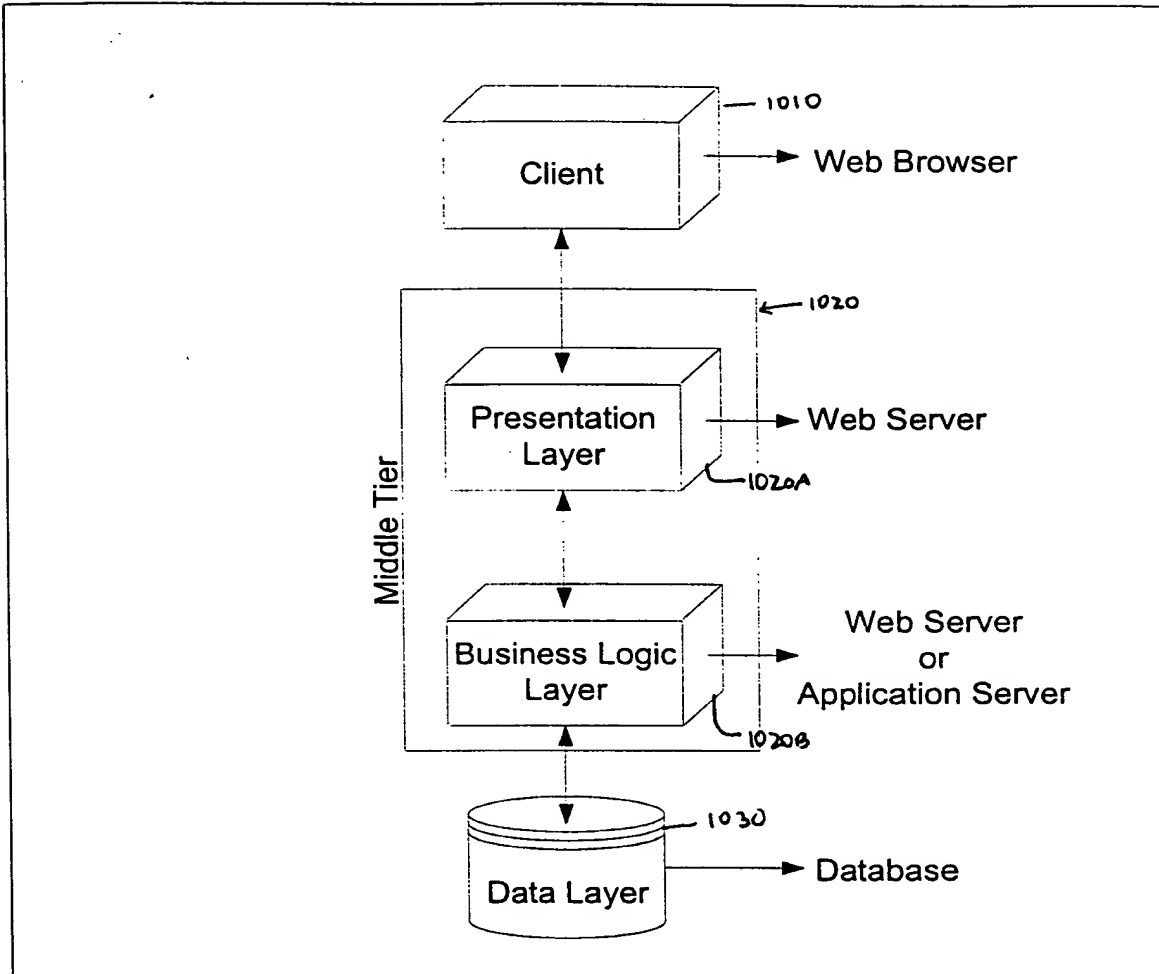 1010
Client
Web Browser
1020
Presentation
Layer
Web Server
1020A
Middle Tier
Business Logic
Layer
Web Server
or
Application Server
1020B
1030
Data Layer
Database